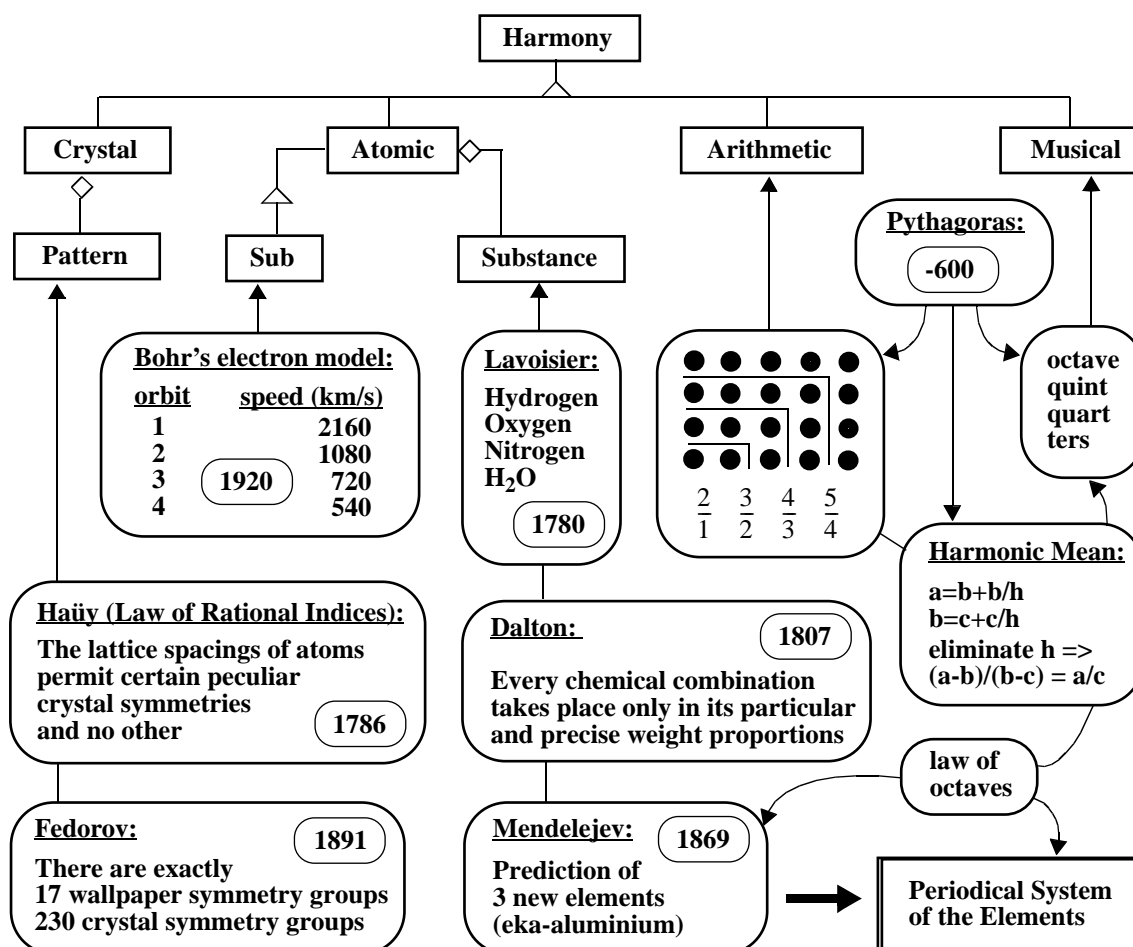 Harmony
Crystal
Atomic
Arithmetic
Musical
Pattern
Sub
Substance
Pythagoras:
-600
Bohr's electron model:
orbit speed (km/s)
1 2160
2 1080
3 720
4 540
1920
Lavoisier:
Hydrogen
Oxygen
Nitrogen
H₂O
1780
2/1 3/2 4/3 5/4
octave
quint
quart
ters
Harmonic Mean:
a=b+b/h
b=c+c/h
eliminate h =>
(a-b)/(b-c) = a/c
Haüy (Law of Rational Indices):
The lattice spacings of atoms
permit certain peculiar
crystal symmetries
and no other
1786
Dalton:
1807
Every chemical combination
takes place only in its particular
and precise weight proportions
law of
octaves
Fedorov:
1891
There are exactly
17 wallpaper symmetry groups
230 crystal symmetry groups
Mendelejev:
1869
Prediction of
3 new elements
(eka-aluminium)
Periodical System
of the Elements